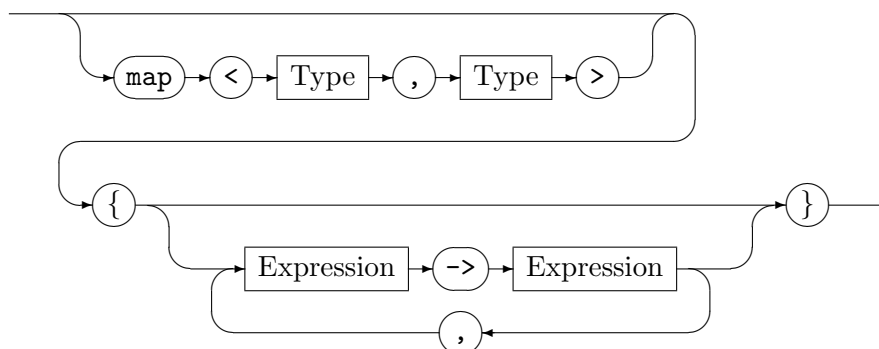 map < Type , Type >
{ }
Expression -> Expression
,